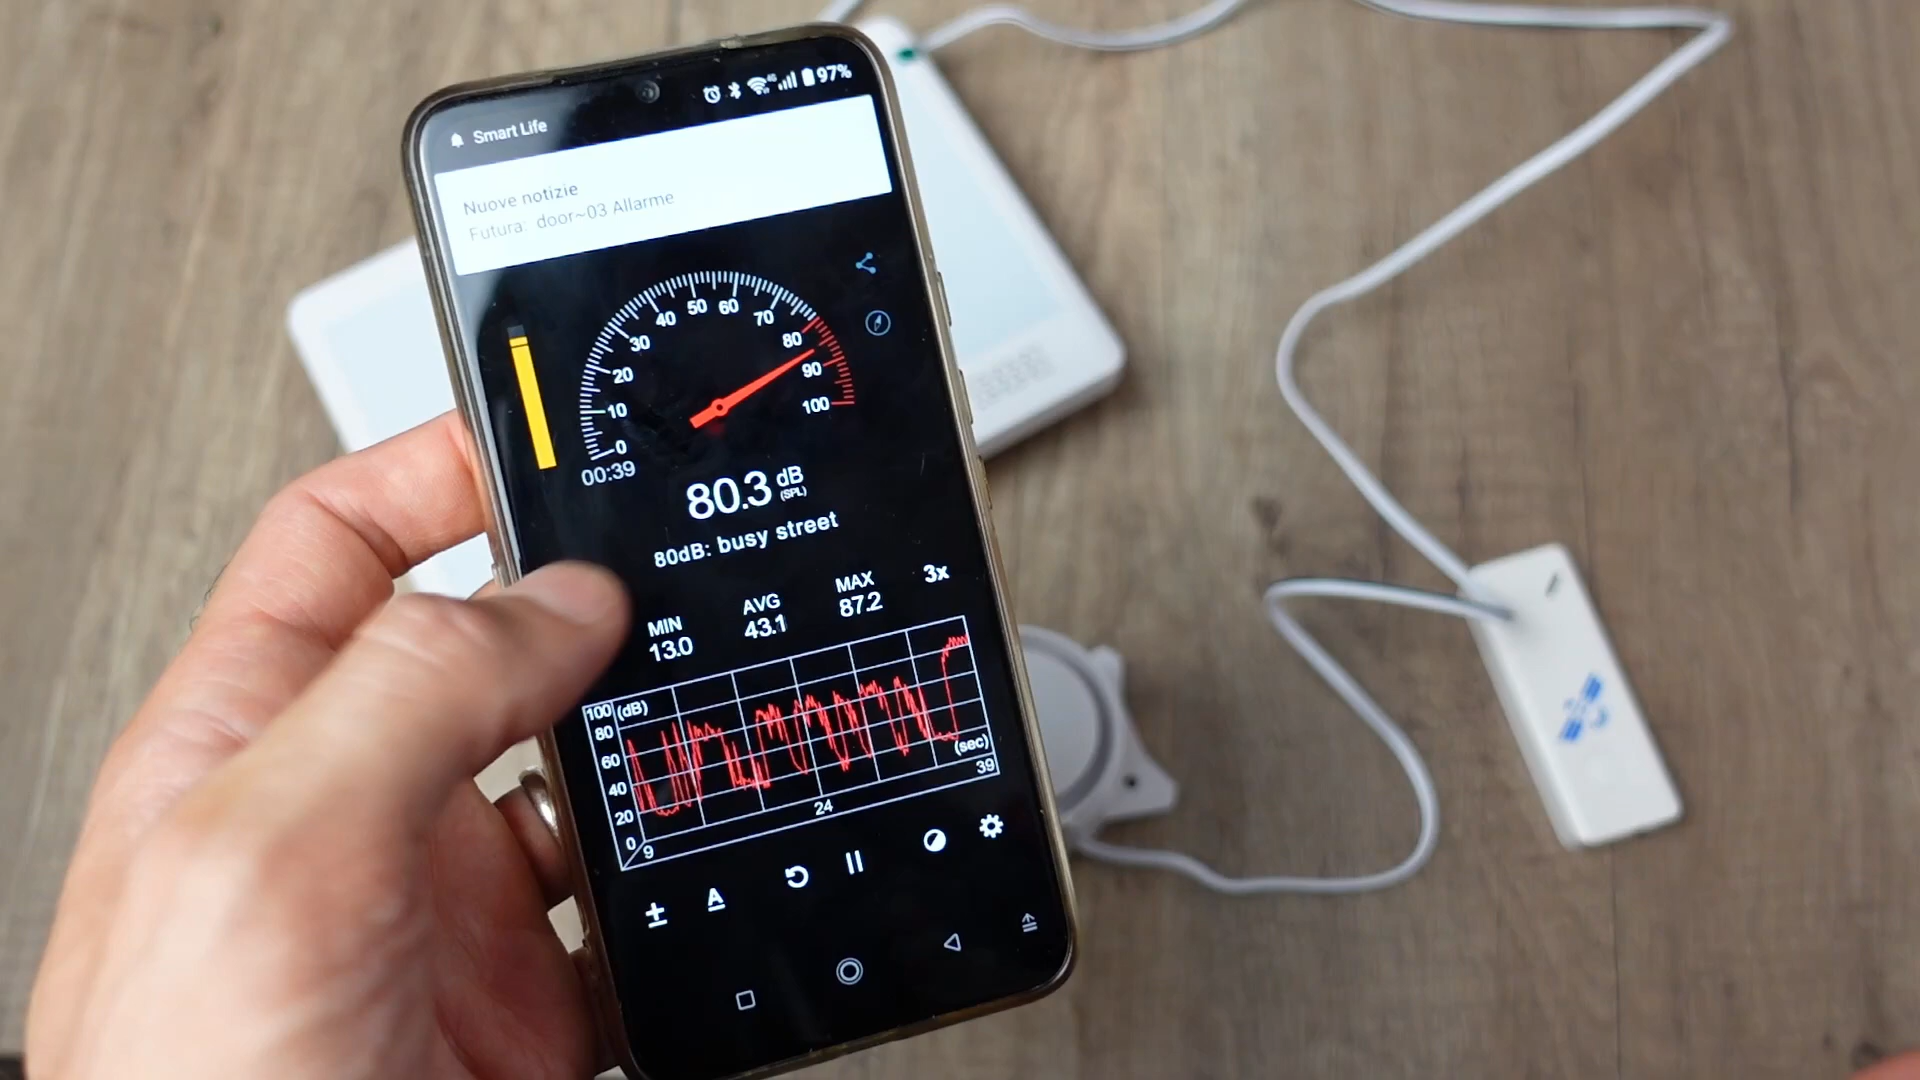 97%
Smart Life
Nuove notizie
Futura: door~03 Allarme
0 10 20 30 40 50 60 70 80 90 100
00:39
80.3 dB
(SPL)
80dB: busy street
MIN AVG MAX 3x
13.0 43.1 87.2
100 (dB)
80
60
40
20
0
9 24 39
(sec)
A